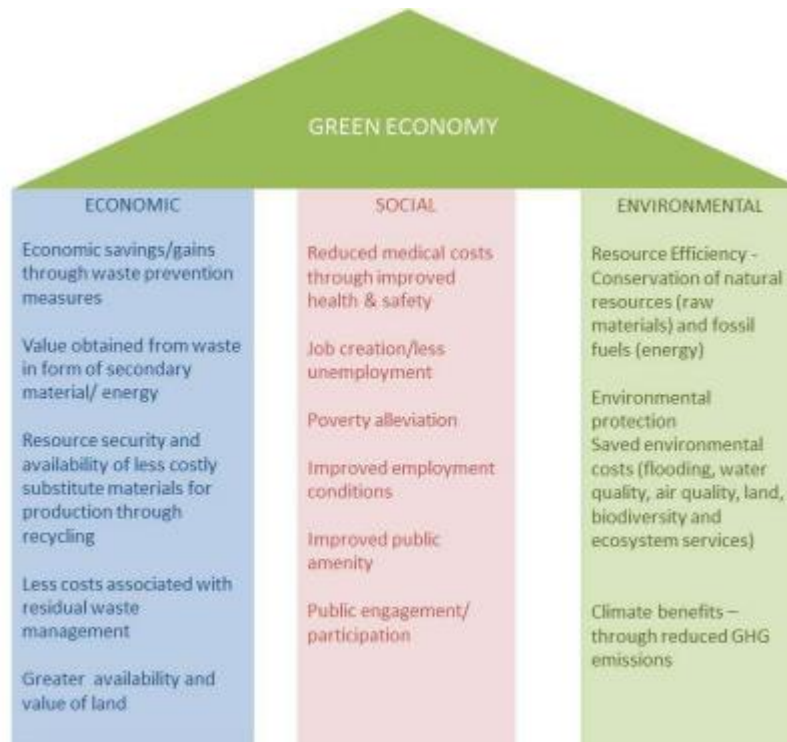 GREEN ECONOMY
ECONOMIC
Economic savings/gains
through waste prevention
measures
Value obtained from waste
in form of secondary
material/ energy
Resource security and
availability of less costly
substitute materials for
production through
recycling
Less costs associated with
residual waste
management
Greater availability and
value of land
SOCIAL
Reduced medical costs
through improved
health & safety
Job creation/less
unemployment
Poverty alleviation
Improved employment
conditions
Improved public
amenity
Public engagement/
participation
ENVIRONMENTAL
Resource Efficiency -
Conservation of natural
resources (raw
materials) and fossil
fuels (energy)
Environmental
protection
Saved environmental
costs (flooding, water
quality, air quality, land,
biodiversity and
ecosystem services)
Climate benefits –
through reduced GHG
emissions